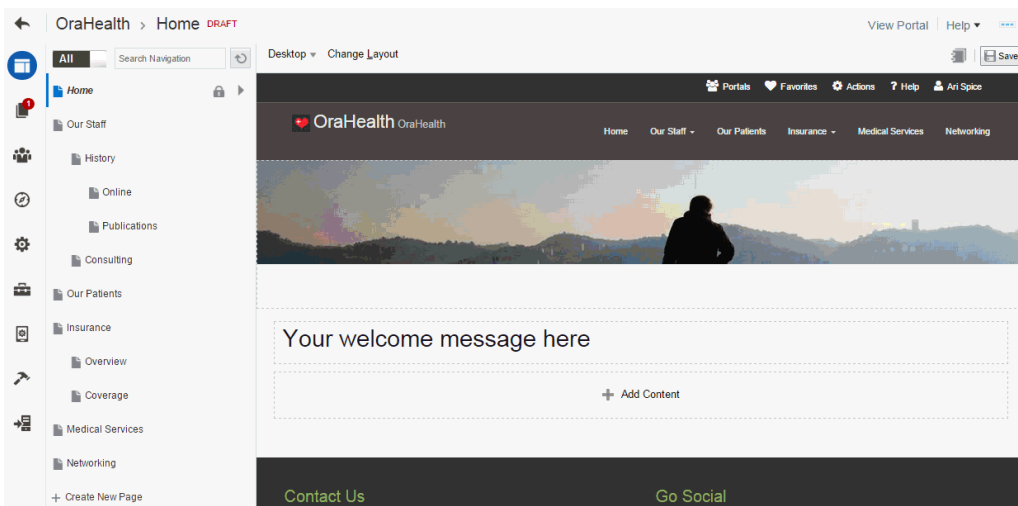 OraHealth > Home DRAFT
View Portal Help
All Search Navigation
Desktop Change Layout
Save
1
Home
Our Staff
History
Online
Publications
Consulting
Our Patients
Insurance
Overview
Coverage
Medical Services
Networking
+ Create New Page
Portals Favorites Actions ? Help Ari Spice
OraHealth OraHealth
Home Our Staff Our Patients Insurance Medical Services Networking
Your welcome message here
+ Add Content
Contact Us Go Social